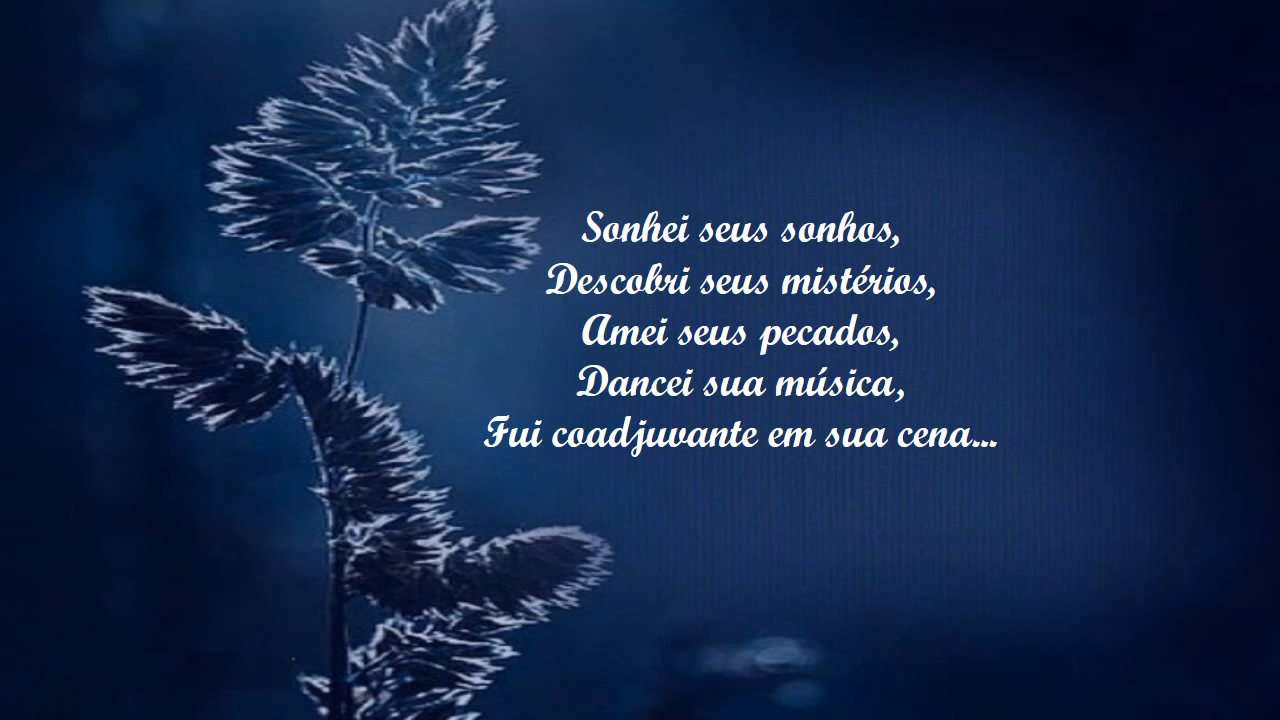 Sonhei seus sonhos,
Descobri seus mistérios,
Amei seus pecados,
Dancei sua música,
Fui coadjuvante em sua cena...